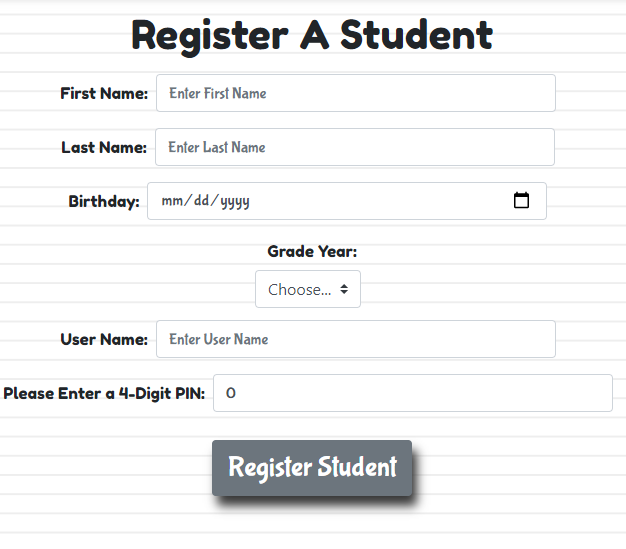 Register A Student
First Name: Enter First Name
Last Name: Enter Last Name
Birthday: mm/dd/yyyy
Grade Year:
Choose...
User Name: Enter User Name
Please Enter a 4-Digit PIN: 0
Register Student